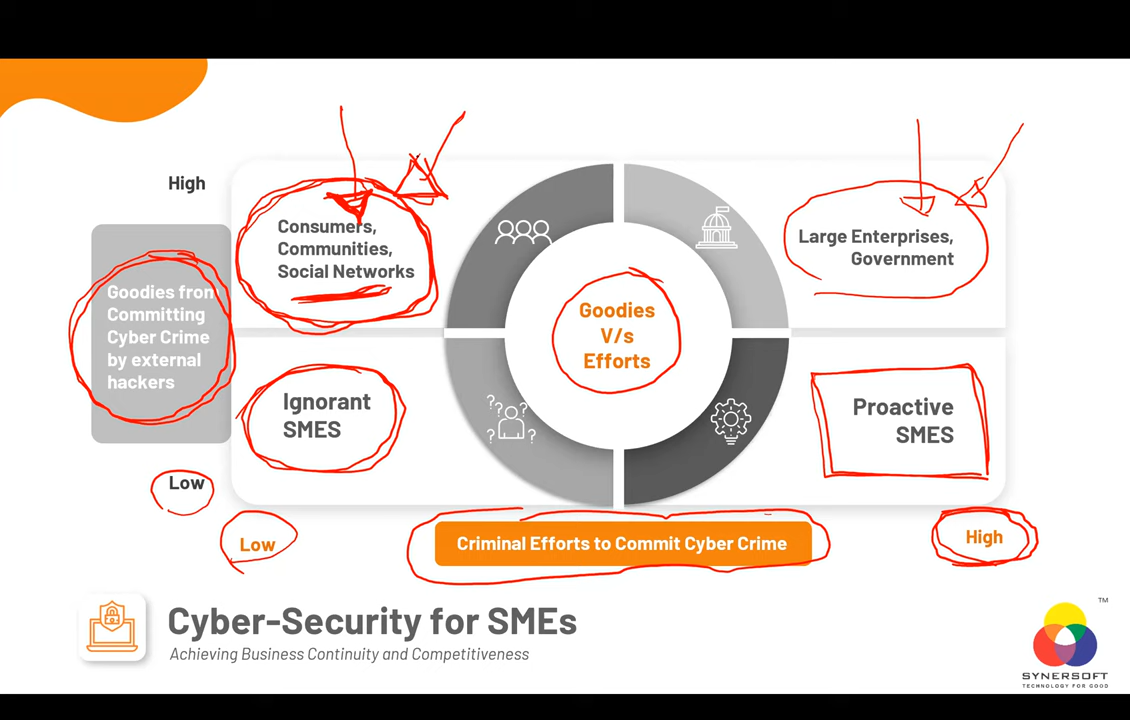 High
Consumers,
Communities,
Social Networks
Large Enterprises,
Government
Goodies from
Committing
Cyber Crime
by external
hackers
Goodies
V/s
Efforts
Ignorant
SMES
Proactive
SMES
Low
Low
Criminal Efforts to Commit Cyber Crime
High
Cyber-Security for SMEs
Achieving Business Continuity and Competitiveness
TM
SYNERSOFT
TECHNOLOGY FOR GOOD